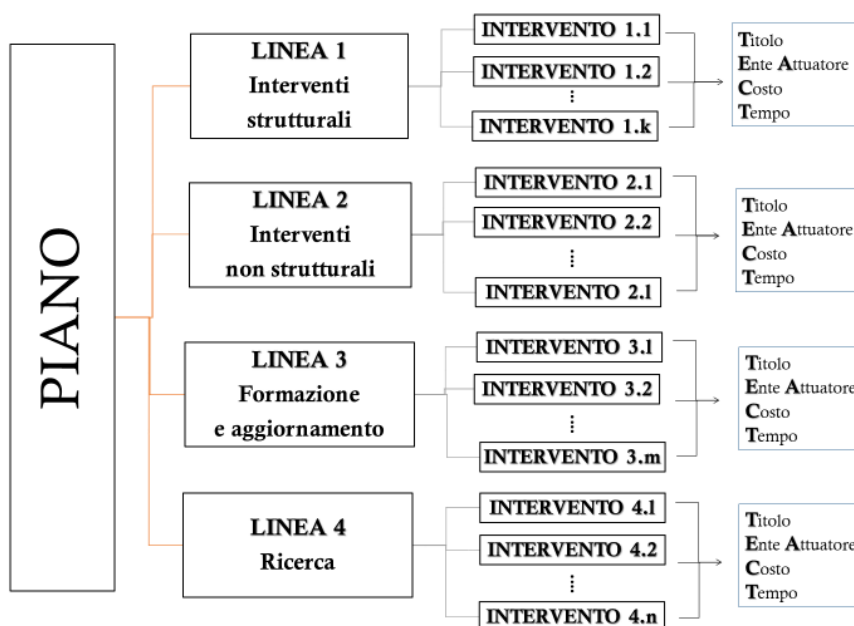 PIANO
LINEA 1
Interventi
strutturali
INTERVENTO 1.1
INTERVENTO 1.2
INTERVENTO 1.k
Titolo
Ente Attuatore
Costo
Tempo
LINEA 2
Interventi
non strutturali
INTERVENTO 2.1
INTERVENTO 2.2
INTERVENTO 2.l
Titolo
Ente Attuatore
Costo
Tempo
LINEA 3
Formazione
e aggiornamento
INTERVENTO 3.1
INTERVENTO 3.2
INTERVENTO 3.m
Titolo
Ente Attuatore
Costo
Tempo
LINEA 4
Ricerca
INTERVENTO 4.1
INTERVENTO 4.2
INTERVENTO 4.n
Titolo
Ente Attuatore
Costo
Tempo